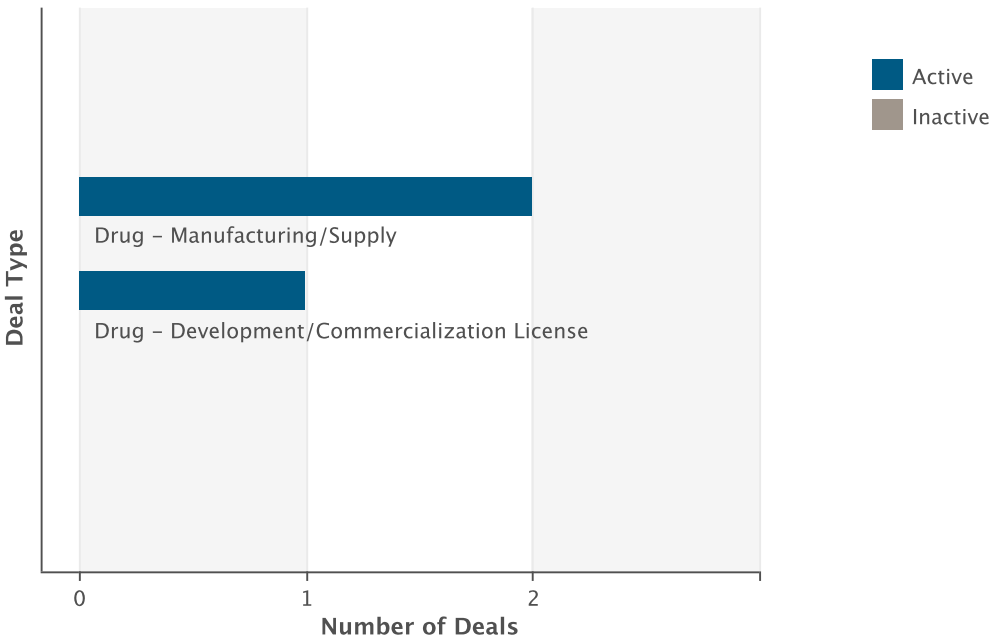 Active
Inactive
Deal Type
Drug – Manufacturing/Supply
Drug – Development/Commercialization License
0 1 2
Number of Deals